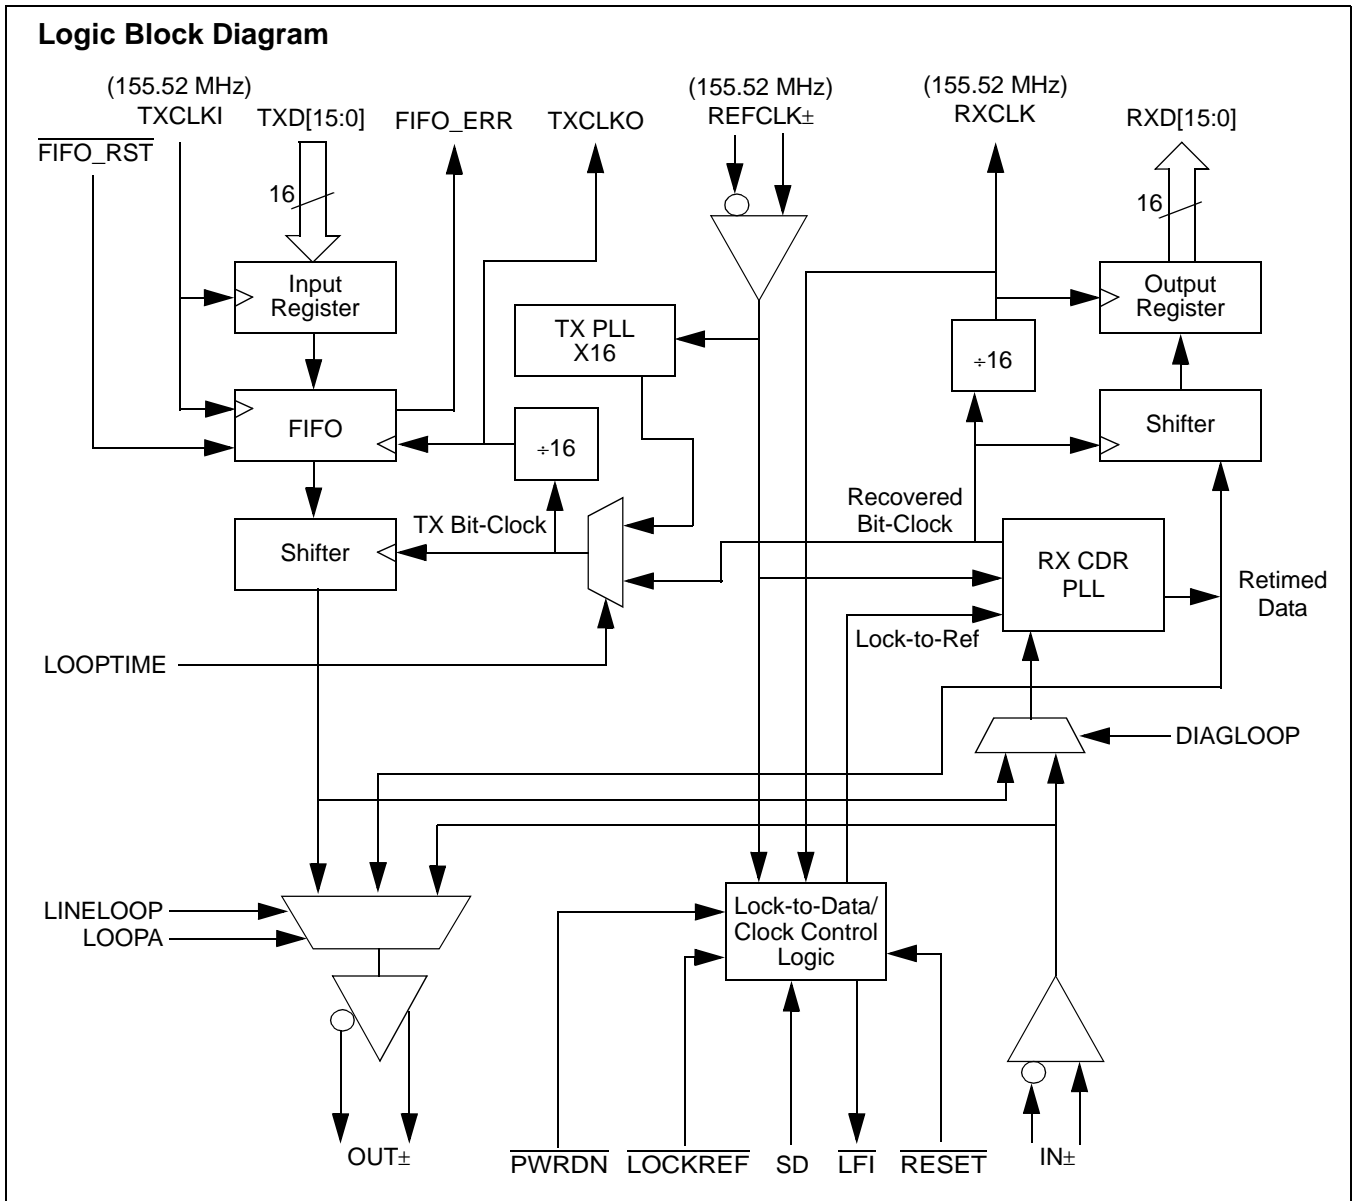 Logic Block Diagram
(155.52 MHz)
TXCLKI
TXD[15:0]
FIFO_ERR
TXCLKO
(155.52 MHz)
REFCLK±
(155.52 MHz)
RXCLK
RXD[15:0]
FIFO_RST
16
16
Input
Register
Output
Register
TX PLL
X16
÷16
FIFO
÷16
Shifter
TX Bit-Clock
Recovered
Bit-Clock
Shifter
RX CDR
PLL
Retimed
Data
Lock-to-Ref
LOOPTIME
DIAGLOOP
LINELOOP
LOOPA
Lock-to-Data/
Clock Control
Logic
OUT±
PWRDN
LOCKREF
SD
LFI
RESET
IN±